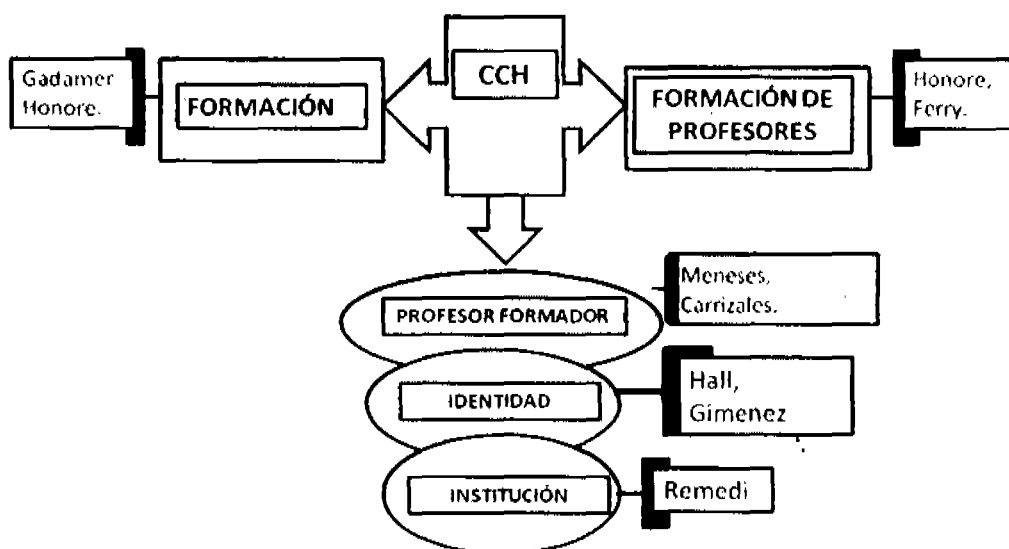 Gadamer
Honore.
FORMACIÓN
CCH
FORMACIÓN DE
PROFESORES
Honore,
Ferry.
PROFESOR FORMADOR
Meneses,
Carrizales.
IDENTIDAD
Hall,
Gimenez
INSTITUCIÓN
Remedi